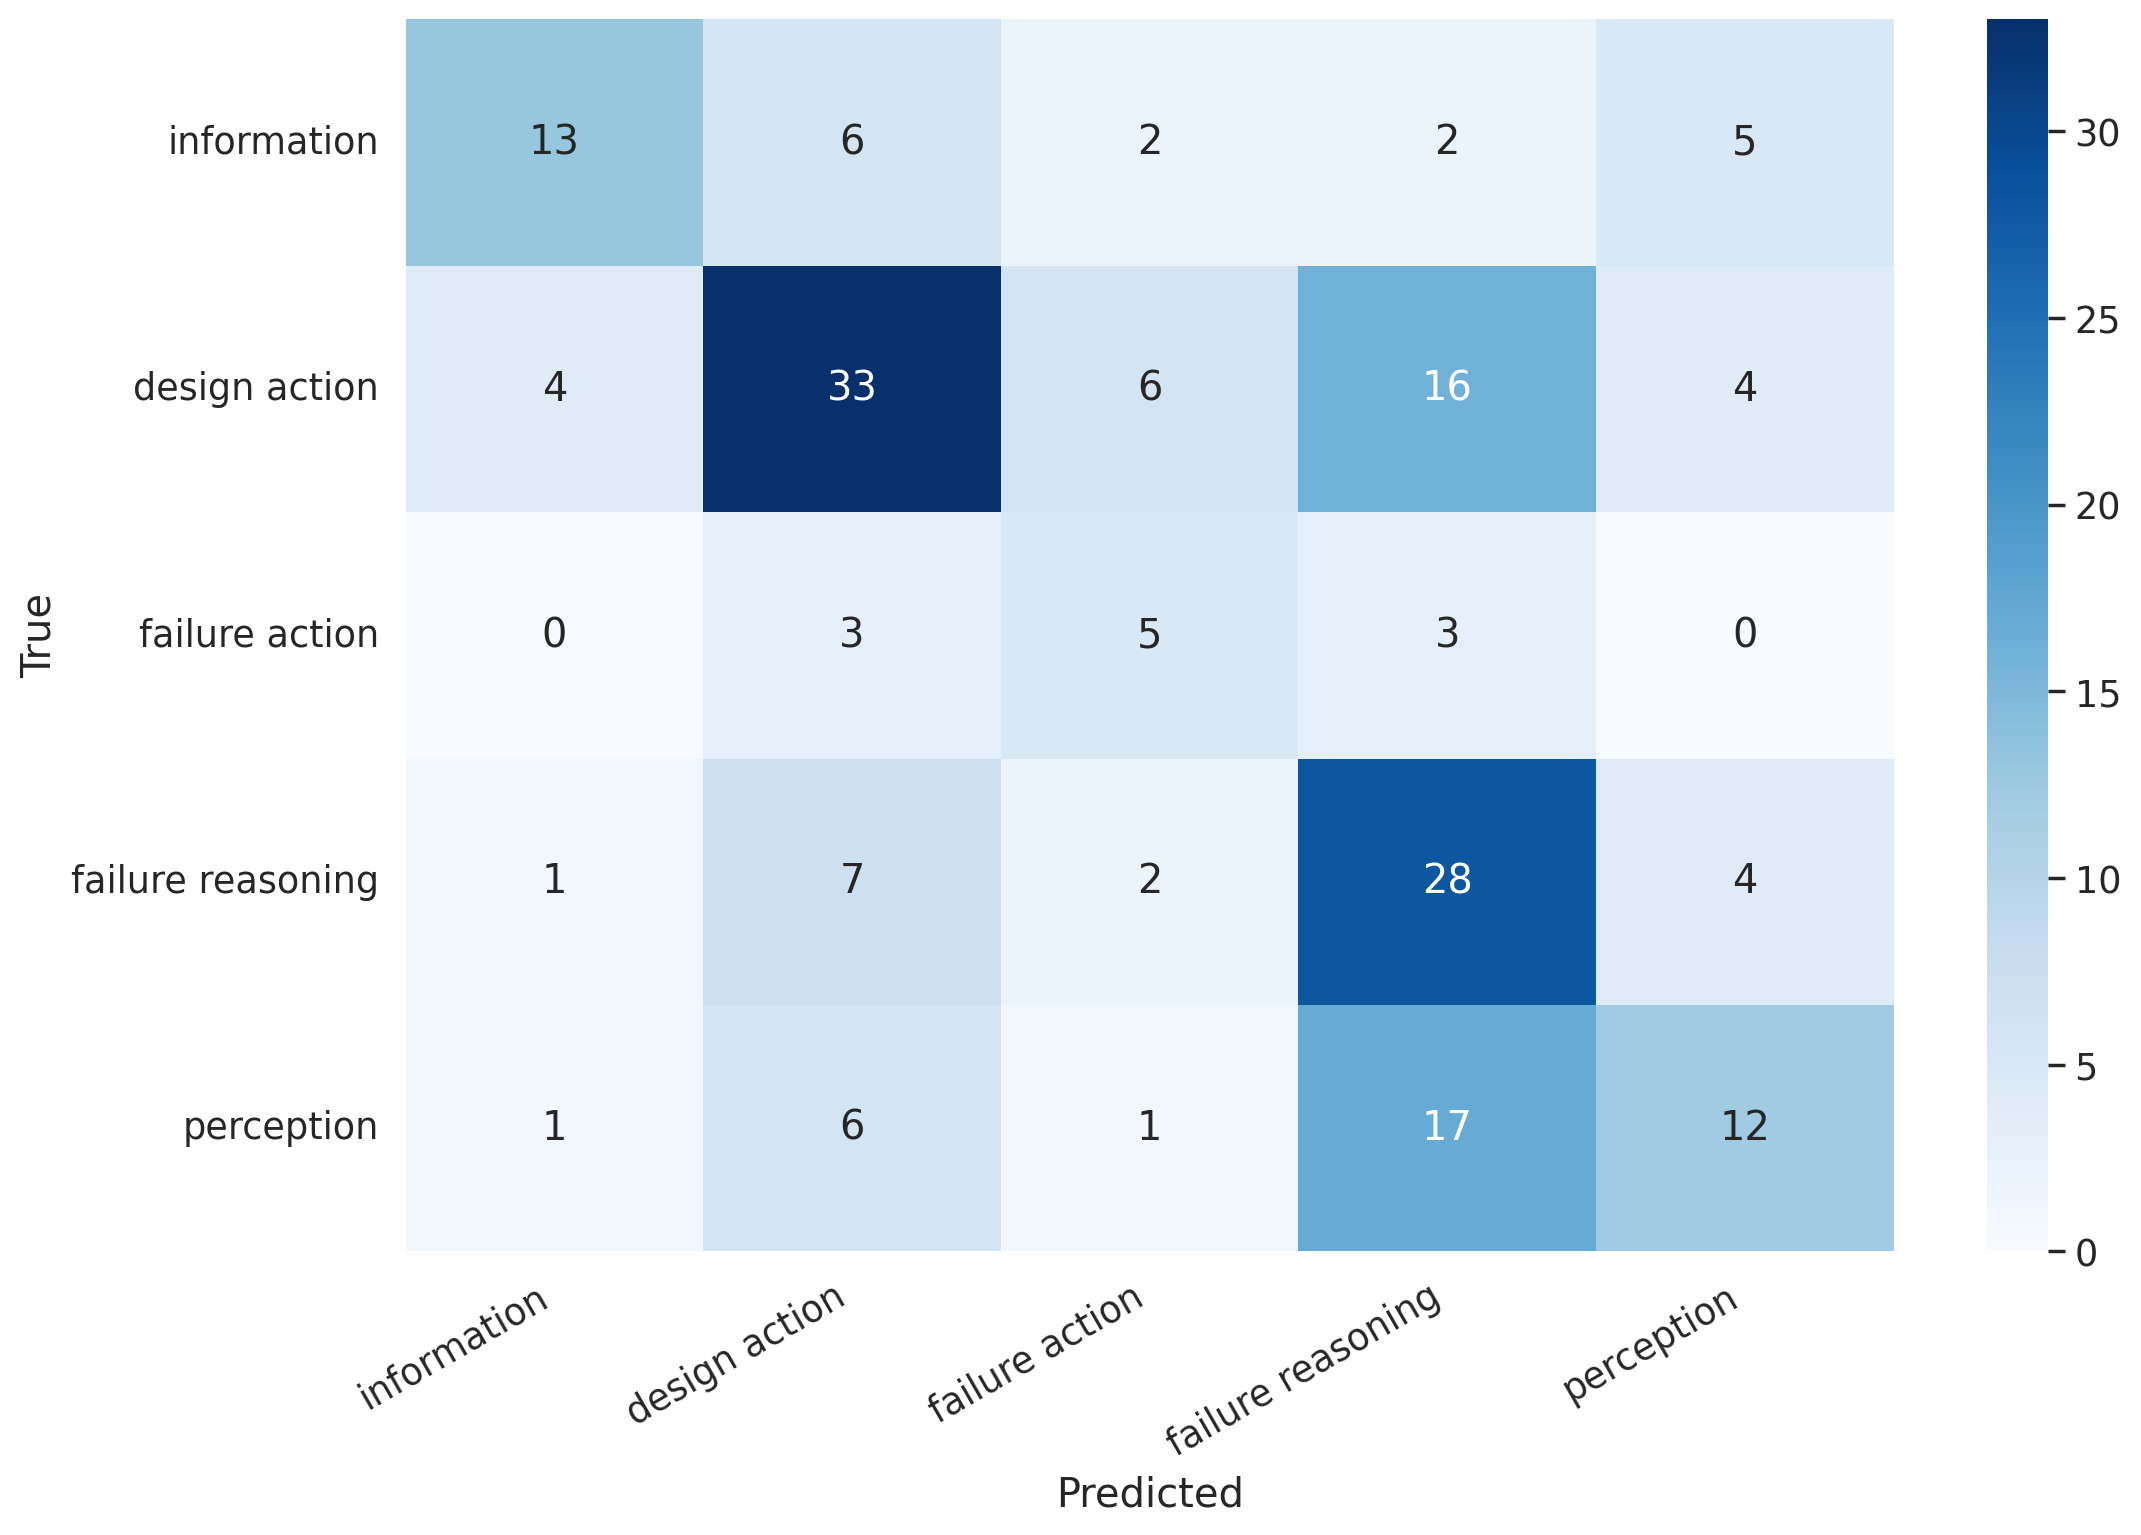 information 13 6 2 2 5
design action 4 33 6 16 4
failure action 0 3 5 3 0
failure reasoning 1 7 2 28 4
perception 1 6 1 17 12
True
information design action failure action failure reasoning perception
Predicted
30
25
20
15
10
5
0